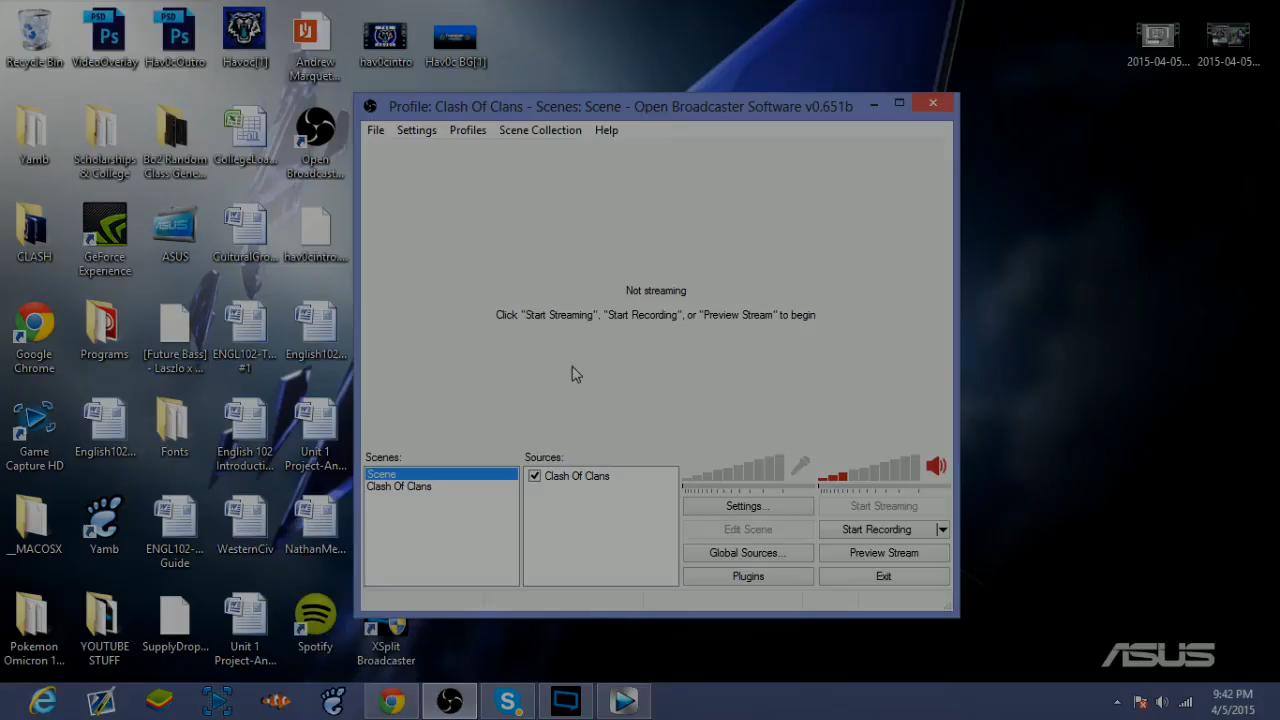 Recycle Bin
VideoOverlay
Hav0cOutro
Havoc[1]
Andrew
Marquet...
hav0cintro
Hav0c BG[1]
2015-04-05...
2015-04-05...
Profile: Clash Of Clans - Scenes: Scene - Open Broadcaster Software v0.651b
File Settings Profiles Scene Collection Help
Yamb
Scholarships
& College
Bo2 Random
Class Gene...
CollegeLoa...
Open
Broadcast...
CLASH
GeForce
Experience
ASUS
CulturalGro...
hav0cintro...
Not streaming
Click "Start Streaming", "Start Recording", or "Preview Stream" to begin
Google
Chrome
Programs
[Future Bass]
- Laszlo x ...
ENGL102-T...
#1
English102...
Game
Capture HD
English102...
Fonts
English 102
Introducti...
Unit 1
Project-An...
Scenes:
Scene
Clash Of Clans
Sources:
Clash Of Clans
Settings...
Start Streaming
Edit Scene
Start Recording
Global Sources...
Preview Stream
Plugins
Exit
__MACOSX
Yamb
ENGL102-...
Guide
WesternCiv
NathanMe...
Pokemon
Omicron 1...
YOUTUBE
STUFF
SupplyDrop...
Unit 1
Project-An...
Spotify
XSplit
Broadcaster
ASUS
9:42 PM
4/5/2015